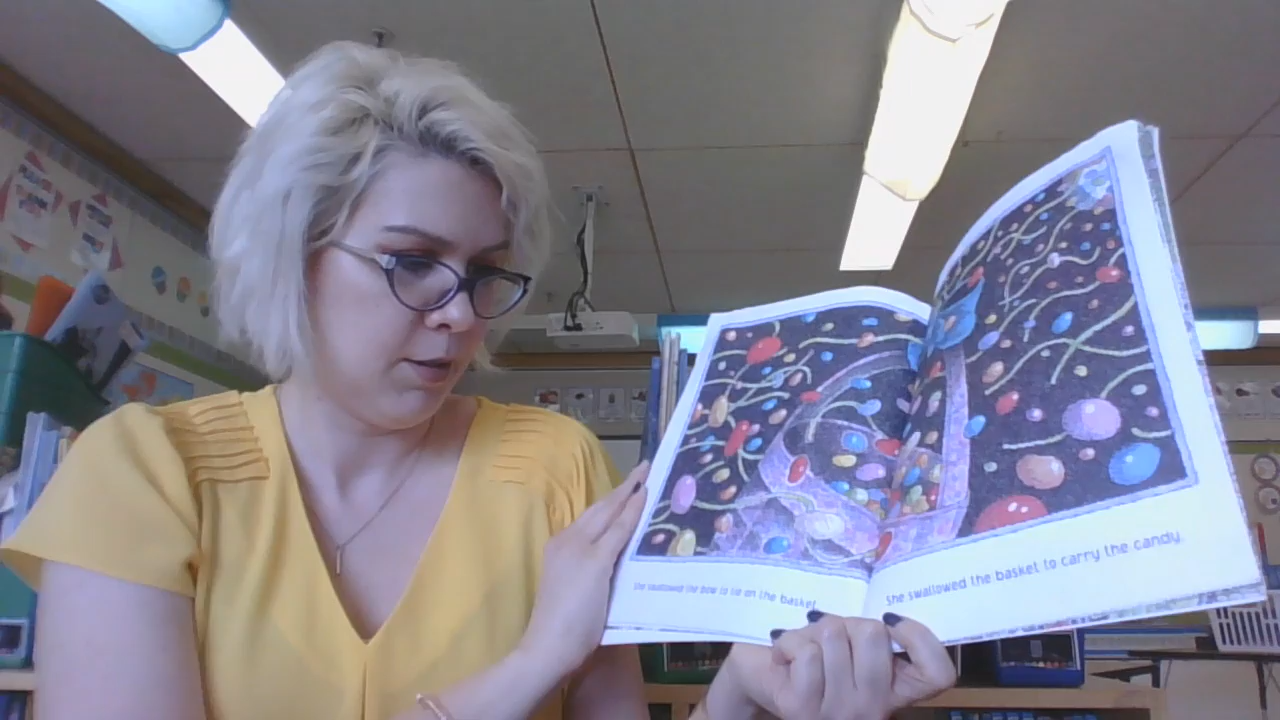 She swallowed the bow to tie on the basket.
She swallowed the basket to carry the candy.